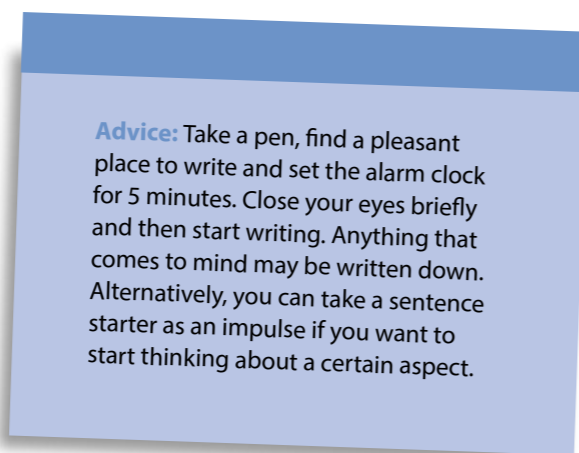 Advice: Take a pen, find a pleasant
place to write and set the alarm clock
for 5 minutes. Close your eyes briefly
and then start writing. Anything that
comes to mind may be written down.
Alternatively, you can take a sentence
starter as an impulse if you want to
start thinking about a certain aspect.